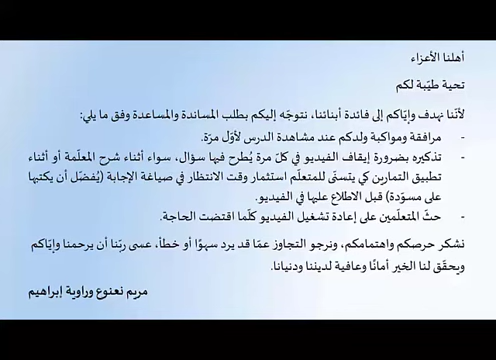 أهلنا الأعزاء
تحية طيّبة لكم
لأنّنا نهدف وإيّاكم إلى فائدة أبنائنا، نتوجّه إليكم بطلب المساندة والمساعدة وفق ما يلي:
- مرافقة ومواكبة ولدكم عند مشاهدة الدرس لأوّل مرّة.
- تذكيره بضرورة إيقاف الفيديو في كلّ مرة يُطرح فيها سؤال، سواء أثناء شرح المعلّمة أو أثناء
تطبيق التمارين كي يتسنّى للمتعلّم استثمار وقت الانتظار في صياغة الإجابة (يُفضّل أن يكتبها
على مسوّدة) قبل الاطلاع عليها في الفيديو.
- حثّ المتعلّمين على إعادة تشغيل الفيديو كلّما اقتضت الحاجة.
نشكر حرصكم واهتمامكم، ونرجو التجاوز عمّا قد يرد سهوًا أو خطأ، عسى ربّنا أن يرحمنا وإياكم
ويحقّق لنا الخير أمانًا وعافية لديننا ودنيانا.
مريم نعنوع وراوية إبراهيم